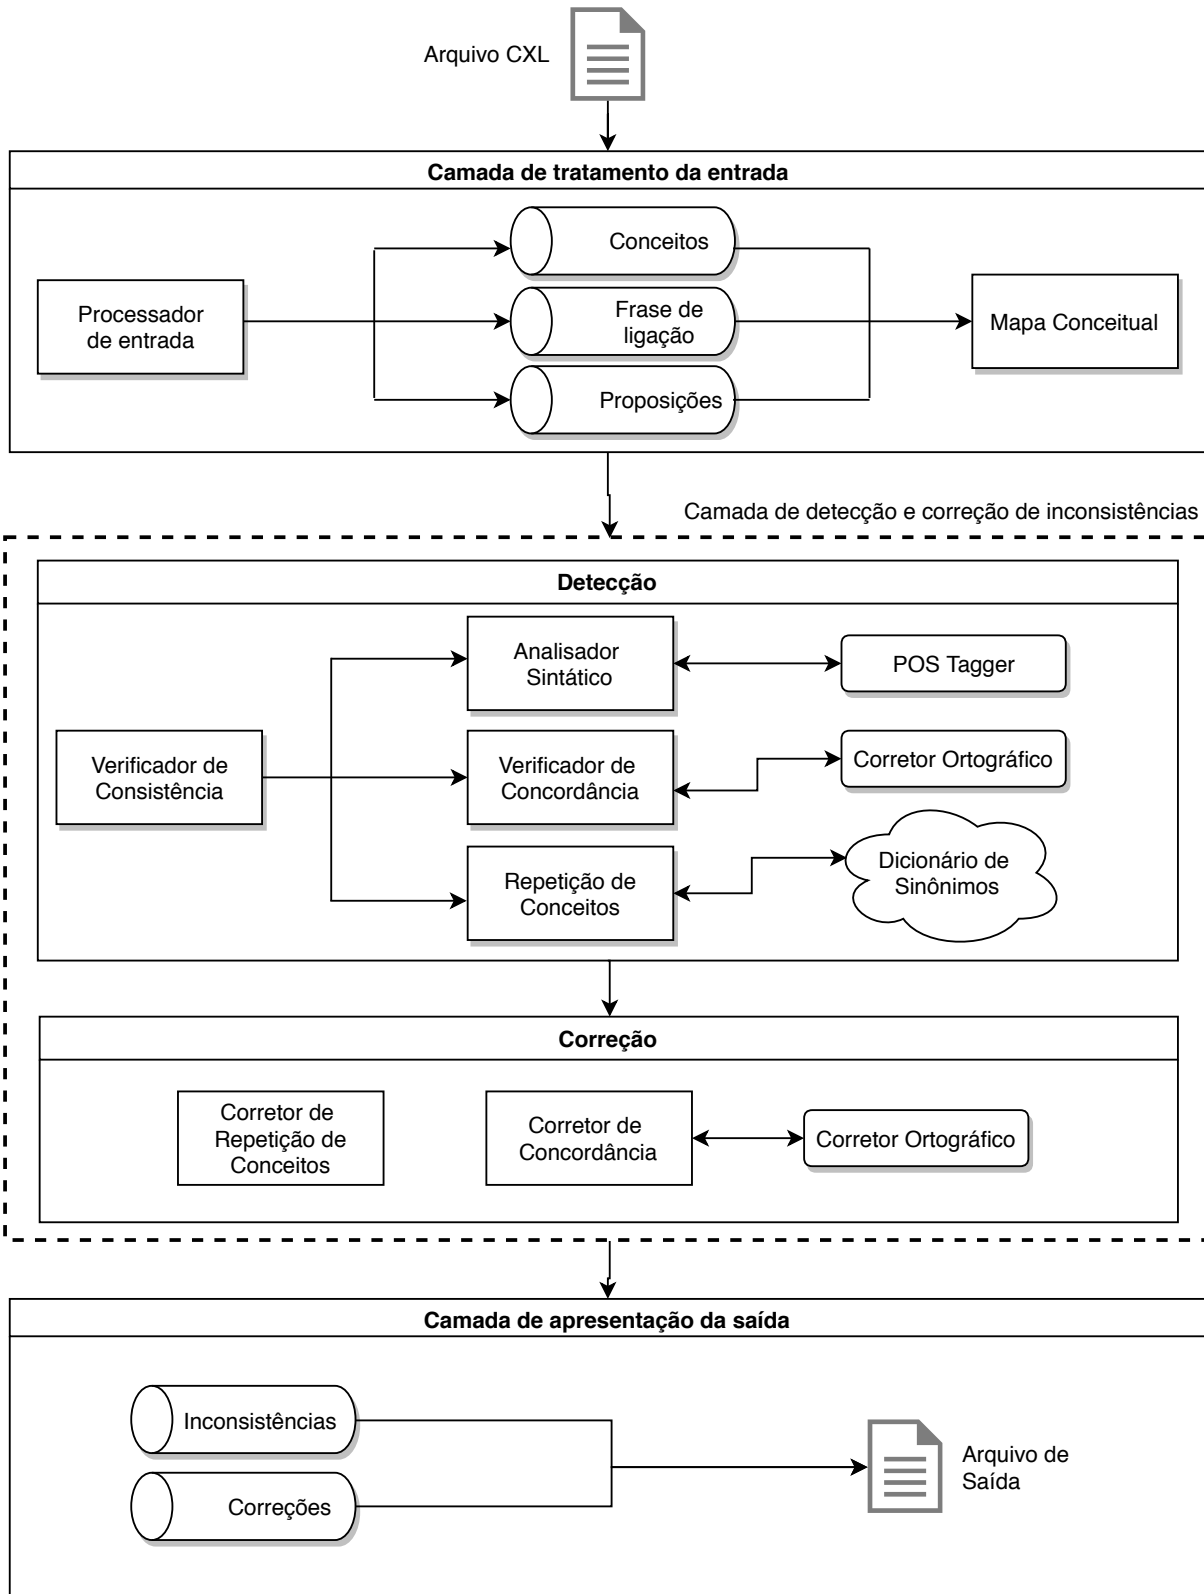 Arquivo CXL
Camada de tratamento da entrada
Processador
de entrada
Conceitos
Frase de
ligação
Proposições
Mapa Conceitual
Camada de detecção e correção de inconsistências
Detecção
Verificador de
Consistência
Analisador
Sintático
POS Tagger
Verificador de
Concordância
Corretor Ortográfico
Repetição de
Conceitos
Dicionário de
Sinônimos
Correção
Corretor de
Repetição de
Conceitos
Corretor de
Concordância
Corretor Ortográfico
Camada de apresentação da saída
Inconsistências
Correções
Arquivo de
Saída